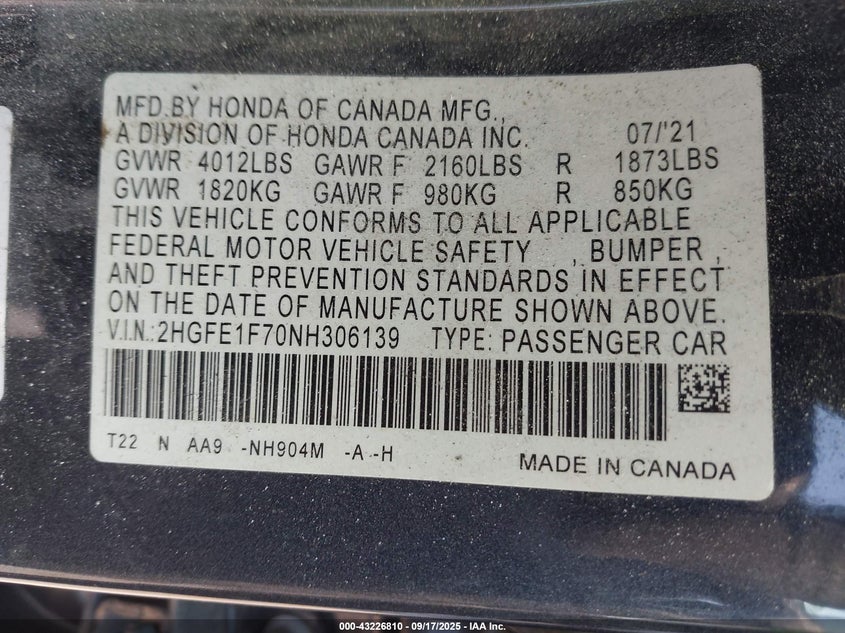 MFD.BY HONDA OF CANADA MFG.,
A DIVISION OF HONDA CANADA INC. 07/'21
GVWR 4012LBS GAWR F 2160LBS R 1873LBS
GVWR 1820KG GAWR F 980KG R 850KG
THIS VEHICLE CONFORMS TO ALL APPLICABLE
FEDERAL MOTOR VEHICLE SAFETY , BUMPER ,
AND THEFT PREVENTION STANDARDS IN EFFECT
ON THE DATE OF MANUFACTURE SHOWN ABOVE.
V.I.N.:2HGFE1F70NH306139 TYPE: PASSENGER CAR
T22 N AA9 -NH904M -A -H
MADE IN CANADA
000-43226810 - 09/17/2025 - IAA Inc.